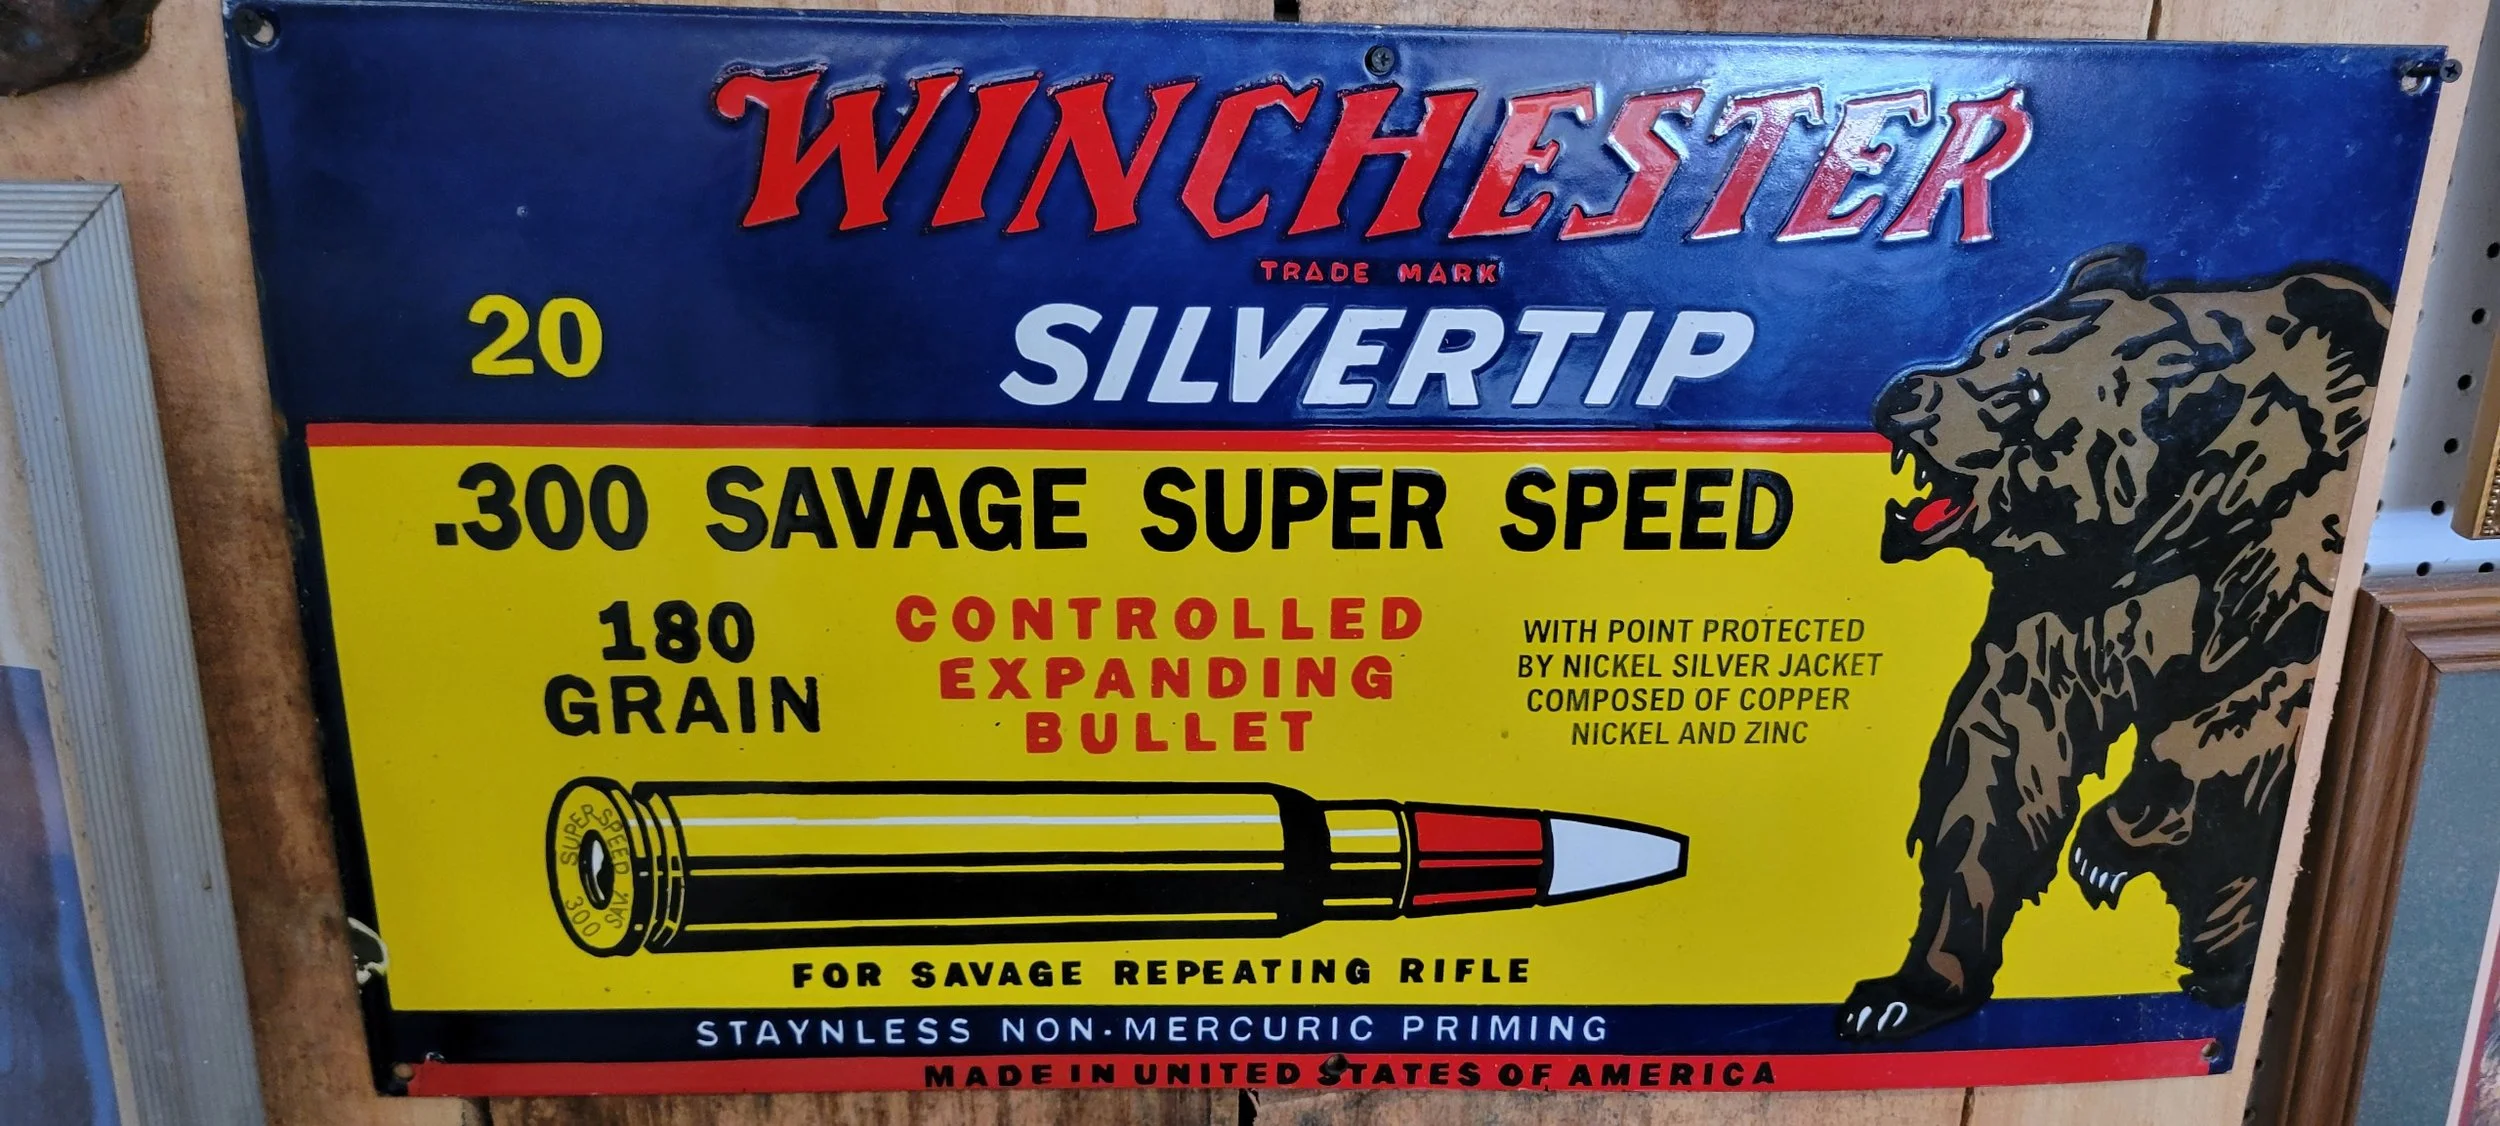 WINCHESTER
TRADE MARK
20
SILVERTIP
.300 SAVAGE SUPER SPEED
180
GRAIN
CONTROLLED
EXPANDING
BULLET
WITH POINT PROTECTED
BY NICKEL SILVER JACKET
COMPOSED OF COPPER
NICKEL AND ZINC
SUPER SPEED
300 SAV.
FOR SAVAGE REPEATING RIFLE
STAYNLESS NON-MERCURIC PRIMING
MADE IN UNITED STATES OF AMERICA